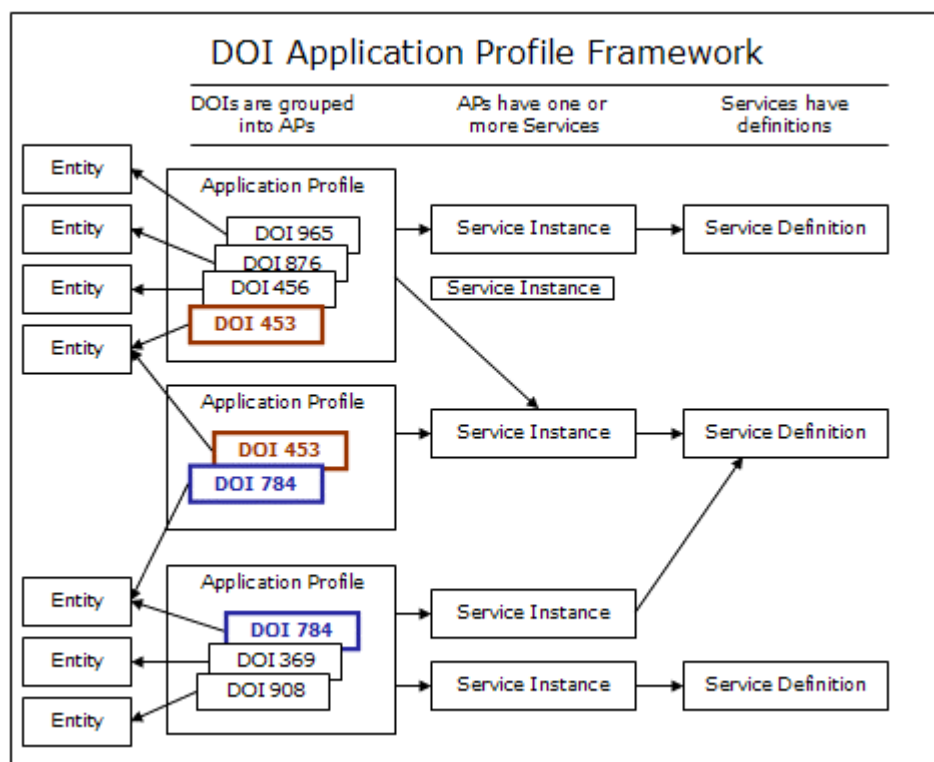 DOI Application Profile Framework
DOIs are grouped
into APs
APs have one or
more Services
Services have
definitions
Entity
Application Profile
DOI 965
Service Instance
Service Definition
Entity
DOI 876
Entity
DOI 456
Service Instance
DOI 453
Entity
Application Profile
DOI 453
Service Instance
Service Definition
DOI 784
Application Profile
Entity
Service Instance
DOI 784
Entity
DOI 369
DOI 908
Service Instance
Service Definition
Entity